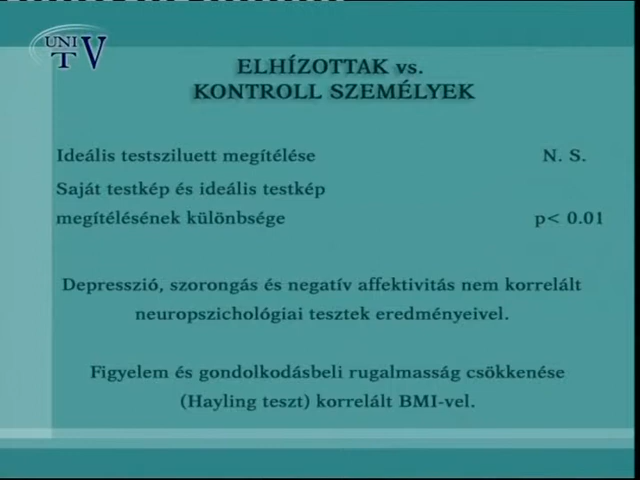 UNI
TV
ELHÍZOTTAK vs.
KONTROLL SZEMÉLYEK
Ideális testsziluett megítélése N. S.
Saját testkép és ideális testkép
megítélésének különbsége p< 0.01
Depresszió, szorongás és negatív affektivitás nem korrelált
neuropszichológiai tesztek eredményeivel.
Figyelem és gondolkodásbeli rugalmasság csökkenése
(Hayling teszt) korrelált BMI-vel.